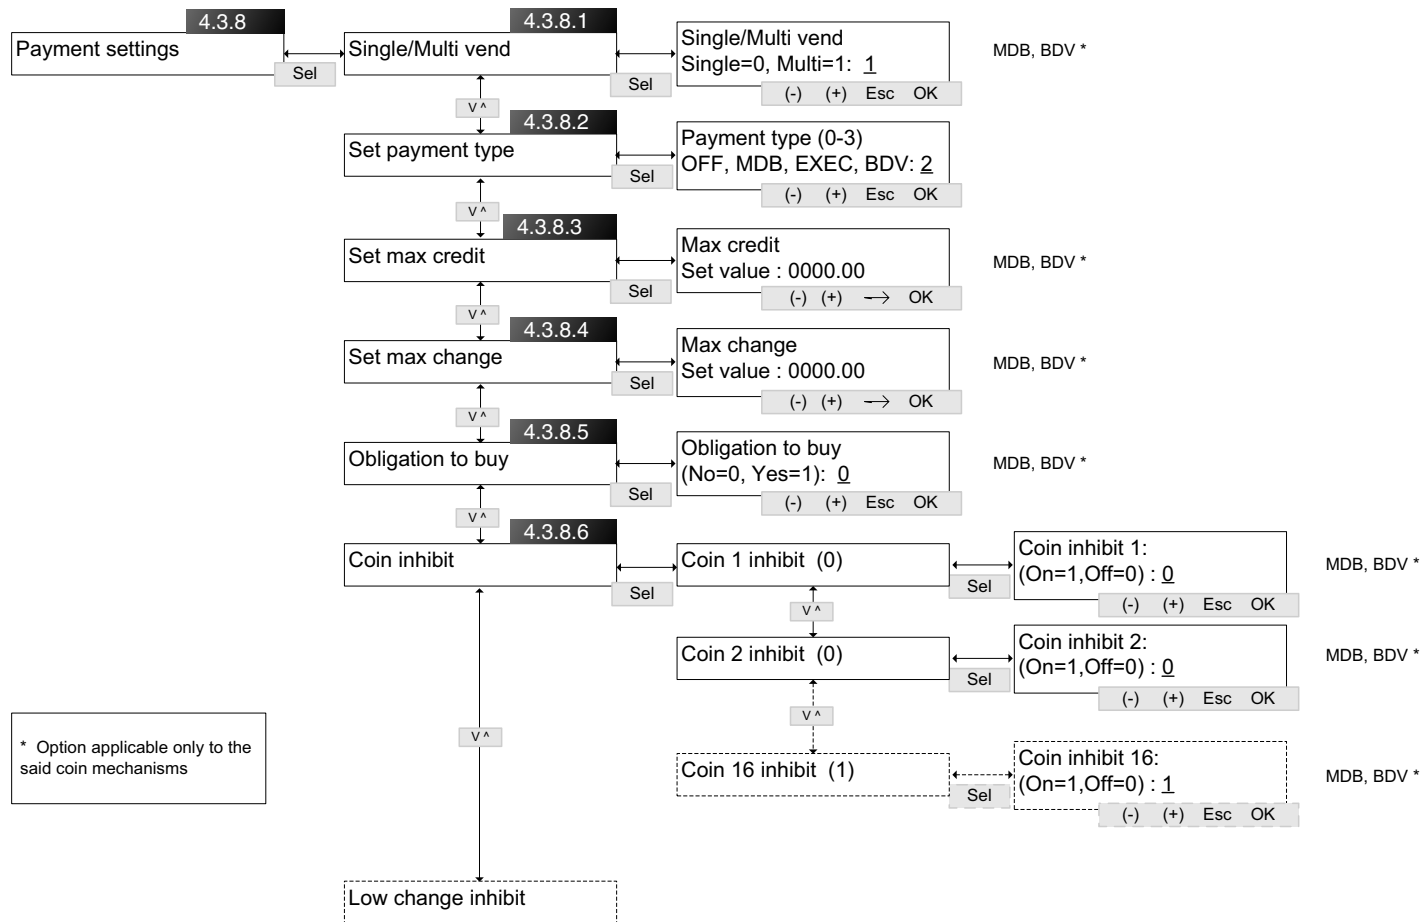 4.3.8
Payment settings
Sel
4.3.8.1
Single/Multi vend
Sel
Single/Multi vend
Single=0, Multi=1: 1
(-) (+) Esc OK
MDB, BDV *
V ^
4.3.8.2
Set payment type
Sel
Payment type (0-3)
OFF, MDB, EXEC, BDV: 2
(-) (+) Esc OK
V ^
4.3.8.3
Set max credit
Sel
Max credit
Set value : 0000.00
(-) (+) → OK
MDB, BDV *
V ^
4.3.8.4
Set max change
Sel
Max change
Set value : 0000.00
(-) (+) → OK
MDB, BDV *
V ^
4.3.8.5
Obligation to buy
Sel
Obligation to buy
(No=0, Yes=1): 0
(-) (+) Esc OK
MDB, BDV *
V ^
4.3.8.6
Coin inhibit
Sel
Coin 1 inhibit (0)
Sel
Coin inhibit 1:
(On=1,Off=0) : 0
(-) (+) Esc OK
MDB, BDV *
V ^
Coin 2 inhibit (0)
Sel
Coin inhibit 2:
(On=1,Off=0) : 0
(-) (+) Esc OK
MDB, BDV *
V ^
Coin 16 inhibit (1)
Sel
Coin inhibit 16:
(On=1,Off=0) : 1
(-) (+) Esc OK
MDB, BDV *
V ^
* Option applicable only to the
said coin mechanisms
Low change inhibit